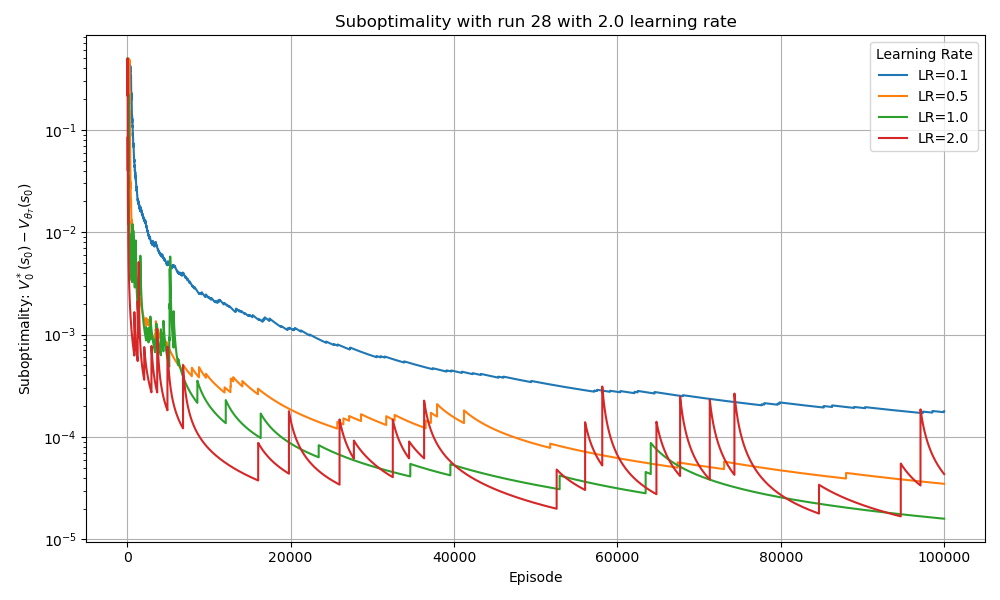 Suboptimality with run 28 with 2.0 learning rate
Learning Rate
LR=0.1
LR=0.5
LR=1.0
LR=2.0
Suboptimality: $V_0^*(s_0) - V_{\theta_T}(s_0)$
10⁻¹
10⁻²
10⁻³
10⁻⁴
10⁻⁵
0 20000 40000 60000 80000 100000
Episode